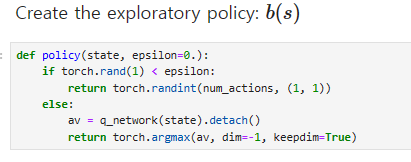 Create the exploratory policy: b(s)
def policy(state, epsilon=0.):
    if torch.rand(1) < epsilon:
        return torch.randint(num_actions, (1, 1))
    else:
        av = q_network(state).detach()
        return torch.argmax(av, dim=-1, keepdim=True)